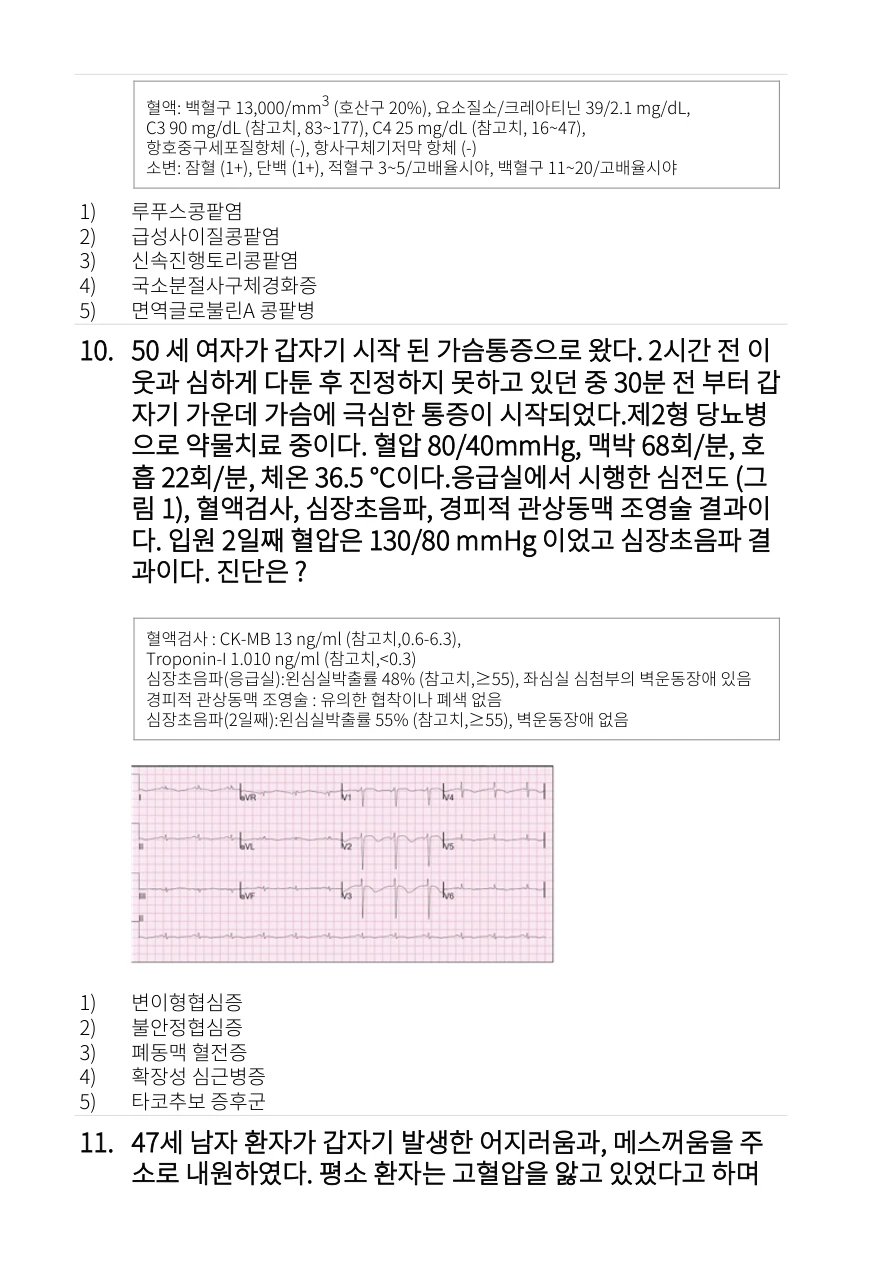 혈액: 백혈구 13,000/mm3 (호산구 20%), 요소질소/크레아티닌 39/2.1 mg/dL,
C3 90 mg/dL (참고치, 83~177), C4 25 mg/dL (참고치, 16~47),
항호중구세포질항체 (-), 항사구체기저막 항체 (-)
소변: 잠혈 (1+), 단백 (1+), 적혈구 3~5/고배율시야, 백혈구 11~20/고배율시야
1) 루푸스콩팥염
2) 급성사이질콩팥염
3) 신속진행토리콩팥염
4) 국소분절사구체경화증
5) 면역글로불린A 콩팥병
10. 50 세 여자가 갑자기 시작 된 가슴통증으로 왔다. 2시간 전 이
웃과 심하게 다툰 후 진정하지 못하고 있던 중 30분 전 부터 갑
자기 가운데 가슴에 극심한 통증이 시작되었다.제2형 당뇨병
으로 약물치료 중이다. 혈압 80/40mmHg, 맥박 68회/분, 호
흡 22회/분, 체온 36.5 ℃이다.응급실에서 시행한 심전도 (그
림 1), 혈액검사, 심장초음파, 경피적 관상동맥 조영술 결과이
다. 입원 2일째 혈압은 130/80 mmHg 이었고 심장초음파 결
과이다. 진단은 ?
혈액검사 : CK-MB 13 ng/ml (참고치,0.6-6.3),
Troponin-I 1.010 ng/ml (참고치,<0.3)
심장초음파(응급실):왼심실박출률 48% (참고치,≥55), 좌심실 심첨부의 벽운동장애 있음
경피적 관상동맥 조영술 : 유의한 협착이나 폐색 없음
심장초음파(2일째):왼심실박출률 55% (참고치,≥55), 벽운동장애 없음
I aVR V1 V4
II aVL V2 V5
III aVF V3 V6
II
1) 변이형협심증
2) 불안정협심증
3) 폐동맥 혈전증
4) 확장성 심근병증
5) 타코추보 증후군
11. 47세 남자 환자가 갑자기 발생한 어지러움과, 메스꺼움을 주
소로 내원하였다. 평소 환자는 고혈압을 앓고 있었다고 하며